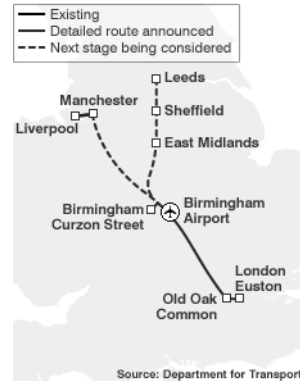 Existing
Detailed route announced
Next stage being considered
Leeds
Manchester
Sheffield
Liverpool
East Midlands
Birmingham
Curzon Street
Birmingham
Airport
London
Euston
Old Oak
Common
Source: Department for Transport